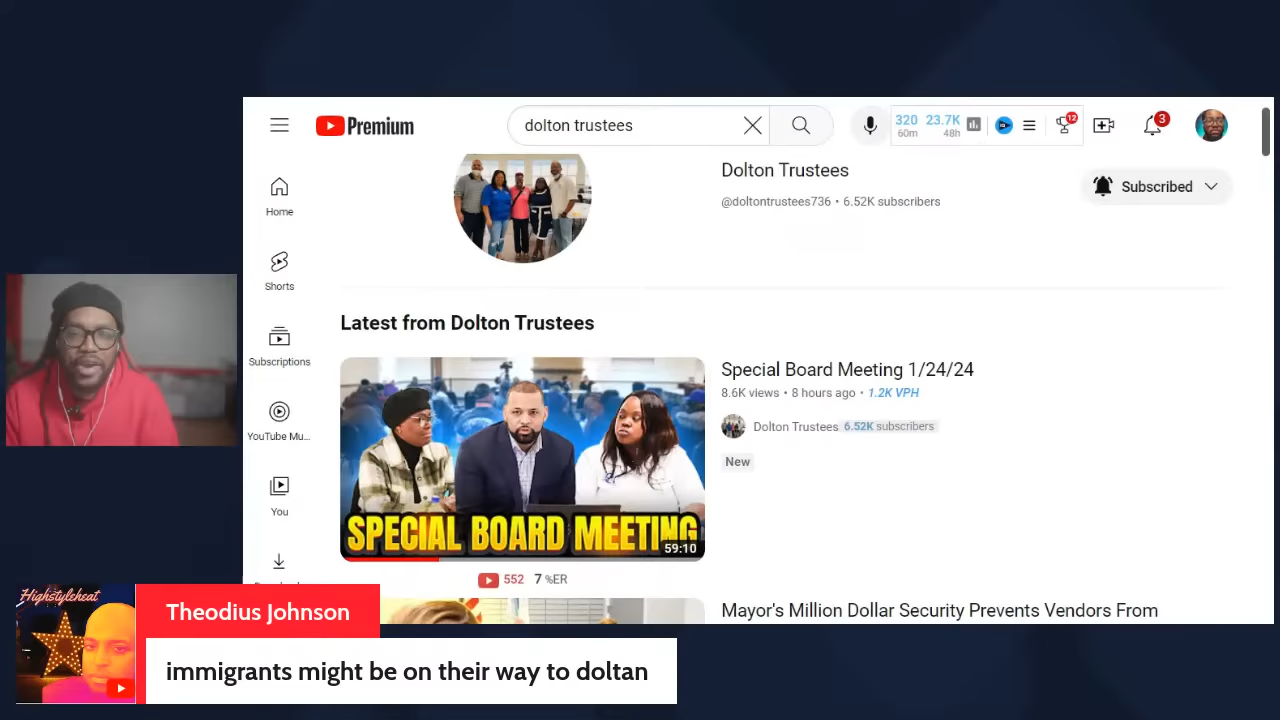 Premium
dolton trustees
320 23.7K
60m 48h
12
3
Dolton Trustees
@doltontrustees736 • 6.52K subscribers
Subscribed
Home
Shorts
Subscriptions
YouTube Mu...
You
Latest from Dolton Trustees
SPECIAL BOARD MEETING
59:10
Special Board Meeting 1/24/24
8.6K views • 8 hours ago • 1.2K VPH
Dolton Trustees 6.52K subscribers
New
552 7 %ER
Mayor's Million Dollar Security Prevents Vendors From
Highstyleheat
Theodius Johnson
immigrants might be on their way to doltan